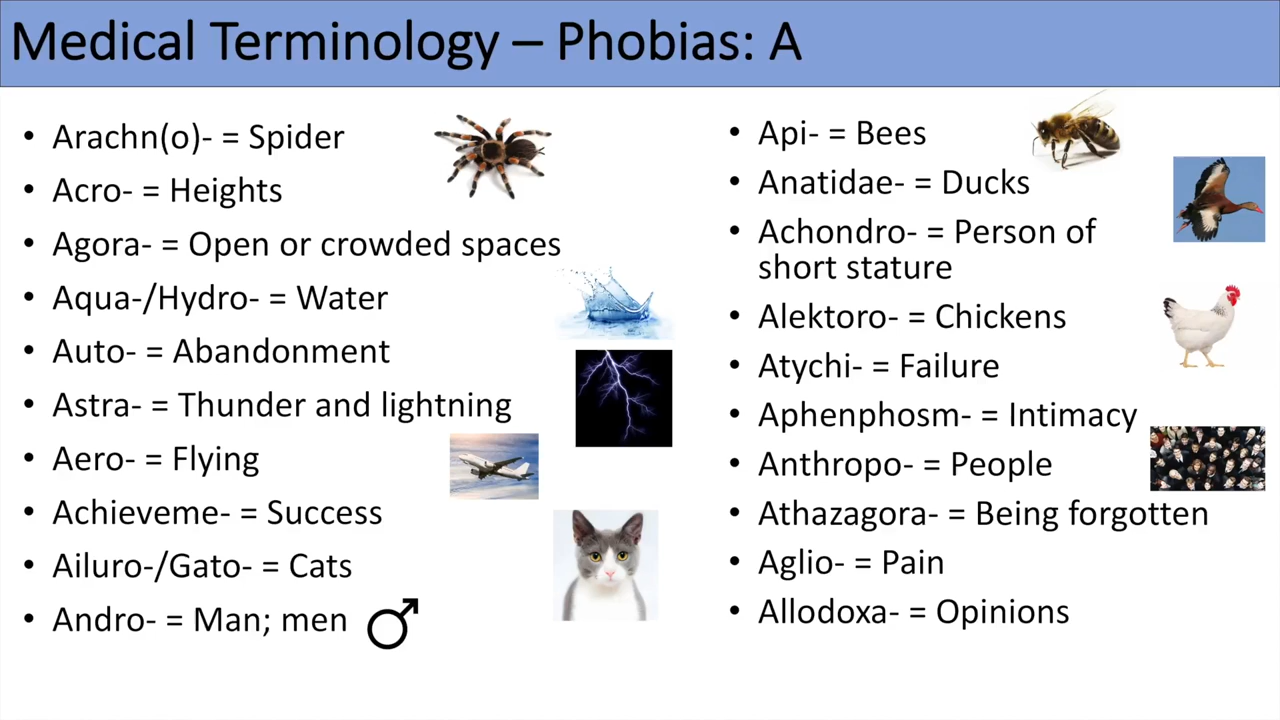 Medical Terminology – Phobias: A
• Arachn(o)- = Spider
• Acro- = Heights
• Agora- = Open or crowded spaces
• Aqua-/Hydro- = Water
• Auto- = Abandonment
• Astra- = Thunder and lightning
• Aero- = Flying
• Achieveme- = Success
• Ailuro-/Gato- = Cats
• Andro- = Man; men
• Api- = Bees
• Anatidae- = Ducks
• Achondro- = Person of
short stature
• Alektoro- = Chickens
• Atychi- = Failure
• Aphenphosm- = Intimacy
• Anthropo- = People
• Athazagora- = Being forgotten
• Aglio- = Pain
• Allodoxa- = Opinions